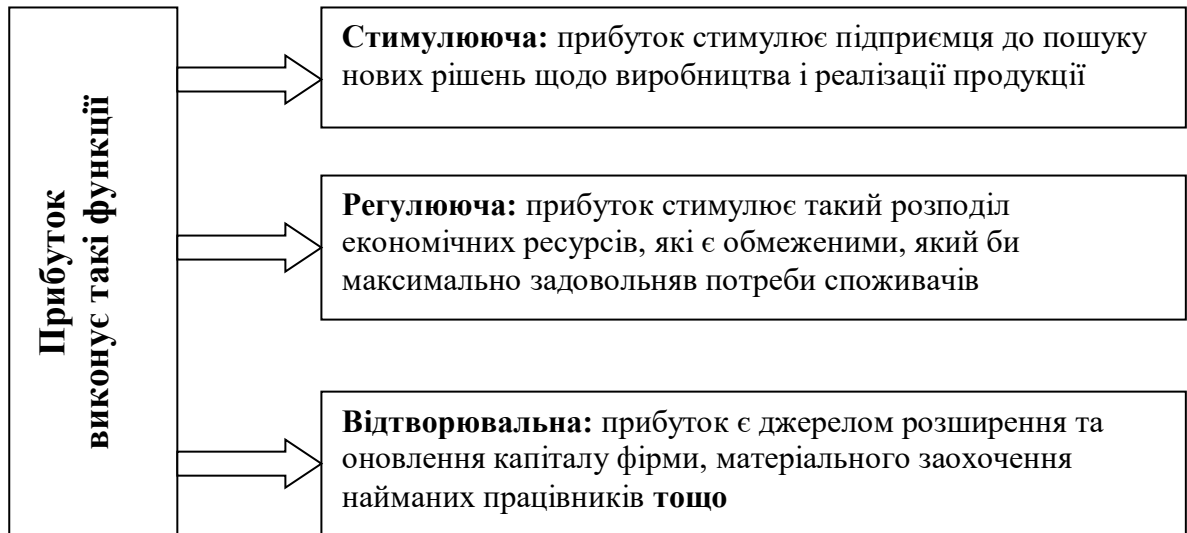 Прибуток
виконує такі функції
Стимулююча: прибуток стимулює підприємця до пошуку
нових рішень щодо виробництва і реалізації продукції
Регулююча: прибуток стимулює такий розподіл
економічних ресурсів, які є обмеженими, який би
максимально задовольняв потреби споживачів
Відтворювальна: прибуток є джерелом розширення та
оновлення капіталу фірми, матеріального заохочення
найманих працівників тощо